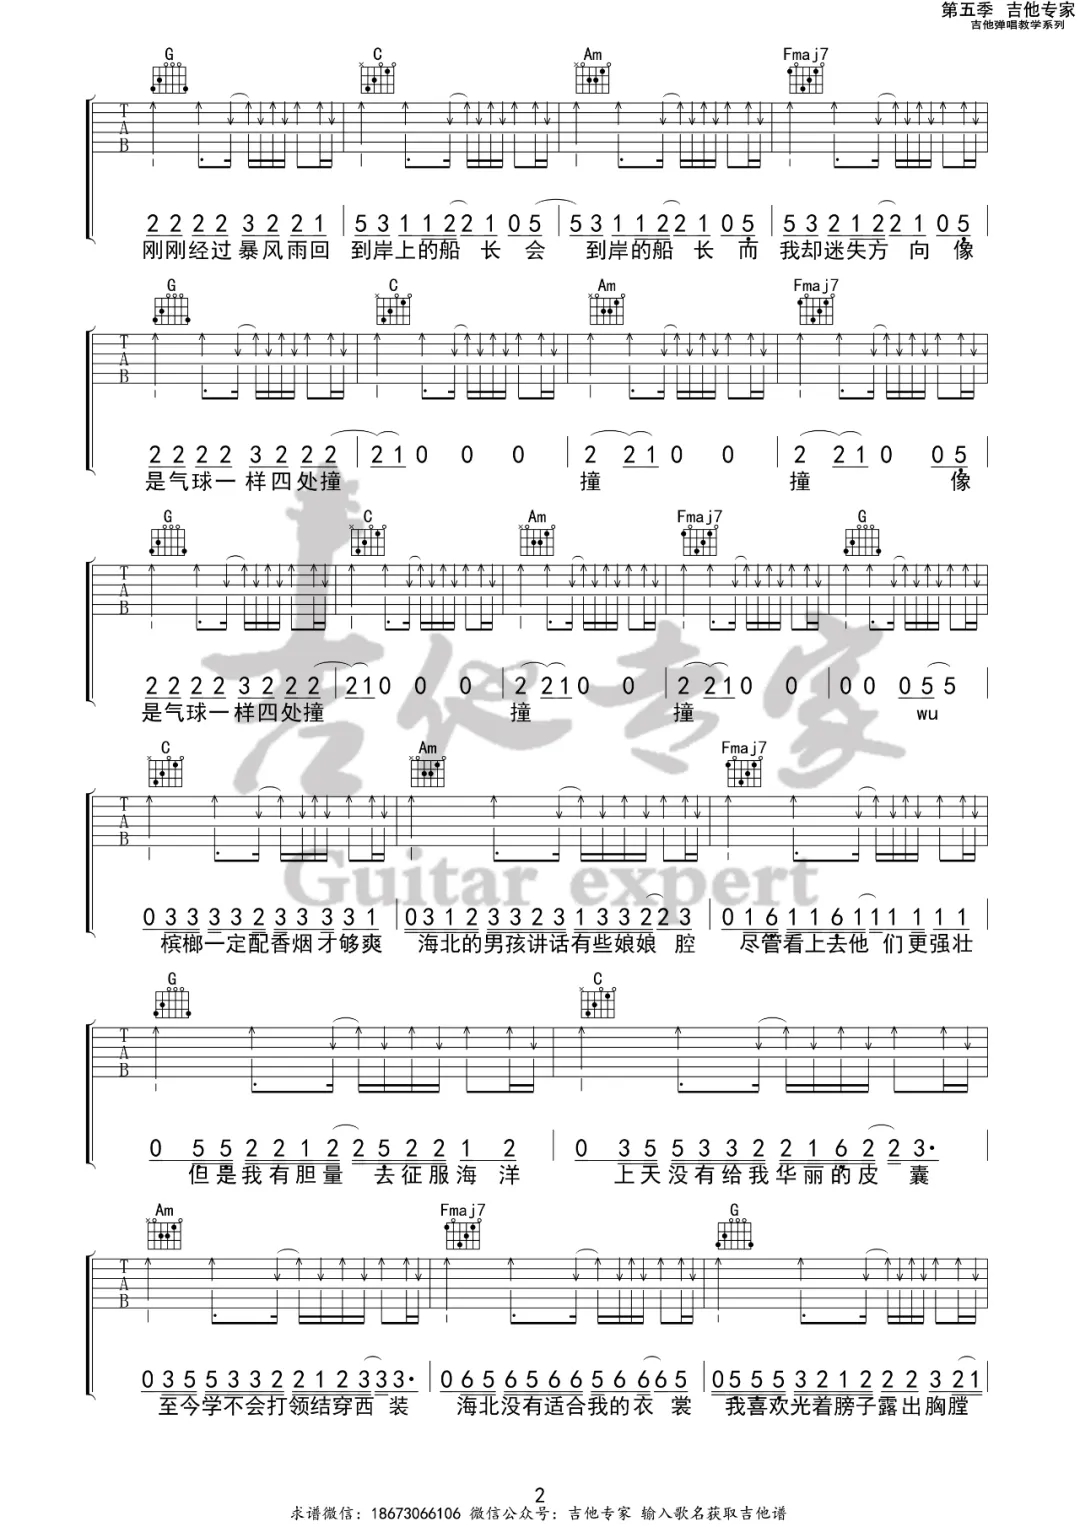 第五季 吉他专家
吉他弹唱教学系列
G C Am Fmaj7
T
A
B
2 2 2 2 3 2 2 1 5 3 1 1 2 2 1 0 5 5 3 1 1 2 2 1 0 5 5 3 2 1 2 2 1 0 5
刚刚经过暴风雨回 到岸上的船 长 会 到岸的船 长 而 我却迷失方 向 像
G C Am Fmaj7
T
A
B
2 2 2 2 3 2 2 2 2 1 0 0 0 2 2 1 0 0 2 2 1 0 0 5
是气球一 样四处撞 撞 撞 像
G C Am Fmaj7 G
T
A
B
2 2 2 2 3 2 2 2 2 1 0 0 0 2 2 1 0 0 2 2 1 0 0 0 0 0 5 5
是气球一样四处撞 撞 撞 wu
吉他专家
C Am Fmaj7
T
A
B
Guitar expert
0 3 3 3 3 2 3 3 3 3 1 0 3 1 2 3 3 2 3 1 3 3 2 2 3 0 1 6 1 1 6 1 1 1 1 1 1
槟榔一定配香烟才够爽 海北的男孩讲话有些娘娘 腔 尽管看上去他 们更强壮
G C
T
A
B
0 5 5 2 2 1 2 2 5 2 2 1 2 0 3 5 5 3 3 2 2 1 6 2 2 3·
但是我有胆量 去征服海 洋 上天没有给我华丽的皮 囊
Am Fmaj7 G
T
A
B
0 3 5 5 3 3 2 2 1 2 3 3 3· 0 6 5 6 5 6 6 5 6 6 6 5 0 5 5 5 3 2 1 2 2 2 3 2 1
至今学不会打领结穿西 装 海北没有适合我的衣 裳 我喜欢光着膀子露出胸膛
2
求谱微信：18673066106 微信公众号：吉他专家 输入歌名获取吉他谱